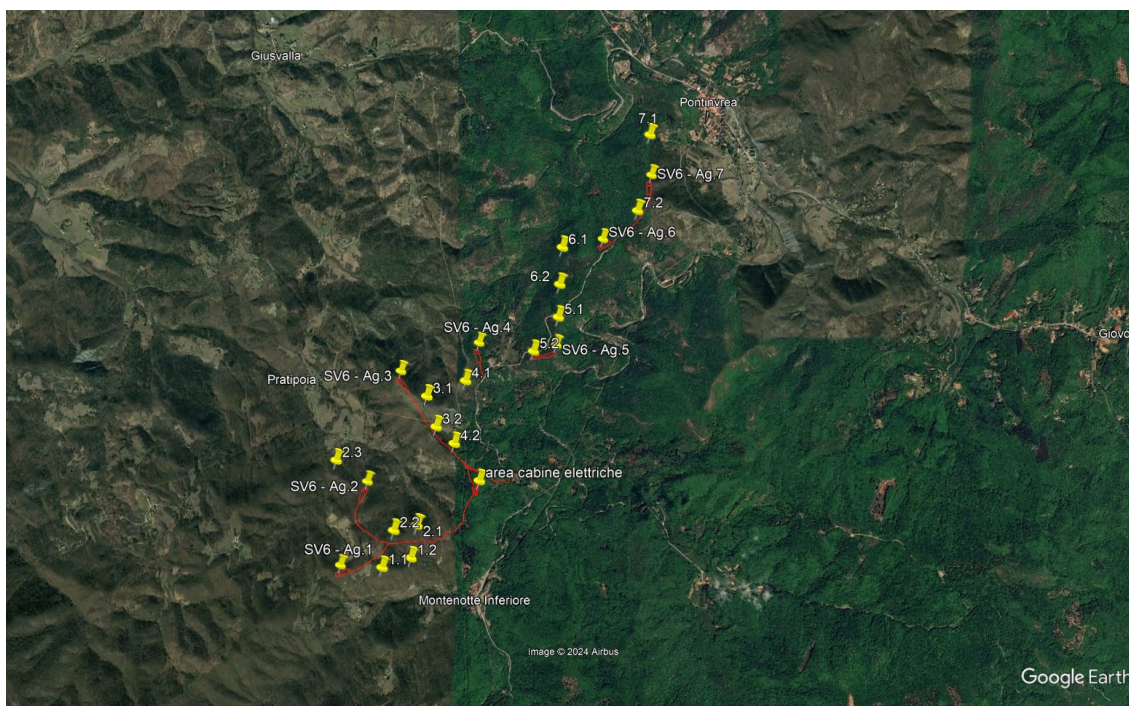 Giusvalla
Pontinvrea
7.1
SV6 - Ag.7
7.2
SV6 - Ag.6
6.1
6.2
5.1
SV6 - Ag.4
5.2
SV6 - Ag.5
Giovo
Pratipoia
SV6 - Ag.3
4.1
3.1
3.2
4.2
2.3
area cabine elettriche
SV6 - Ag.2
2.2
2.1
SV6 - Ag.1
1.2
1.1
Montenotte Inferiore
Image © 2024 Airbus
Google Earth